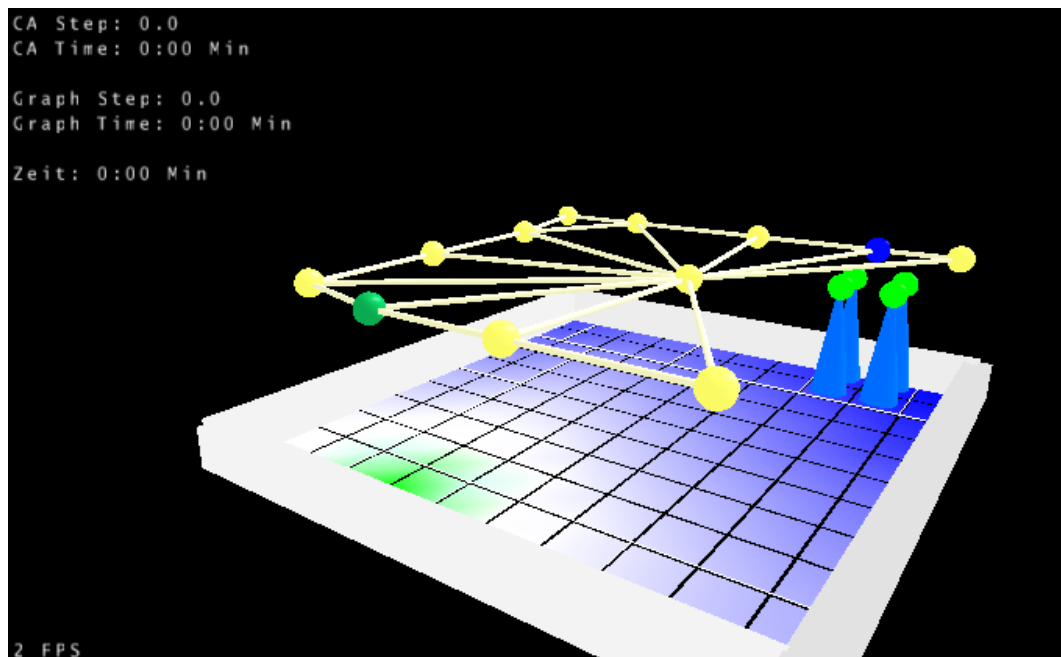 CA Step: 0.0
CA Time: 0:00 Min
Graph Step: 0.0
Graph Time: 0:00 Min
Zeit: 0:00 Min
2 FPS